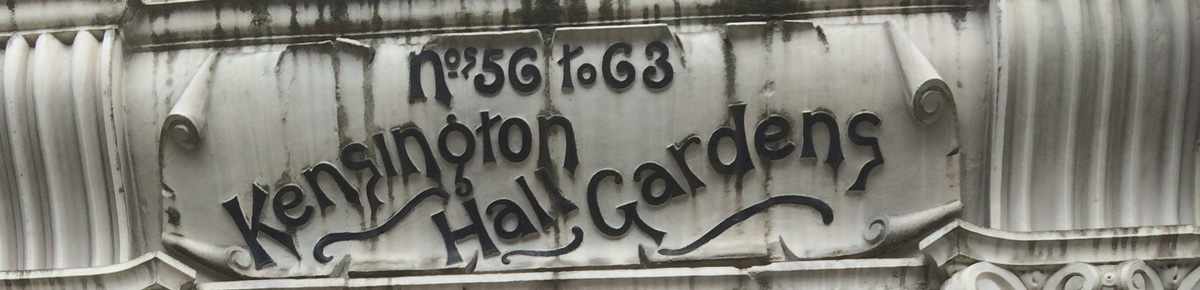 Nos 56 to 63
Kensington
Hall Gardens